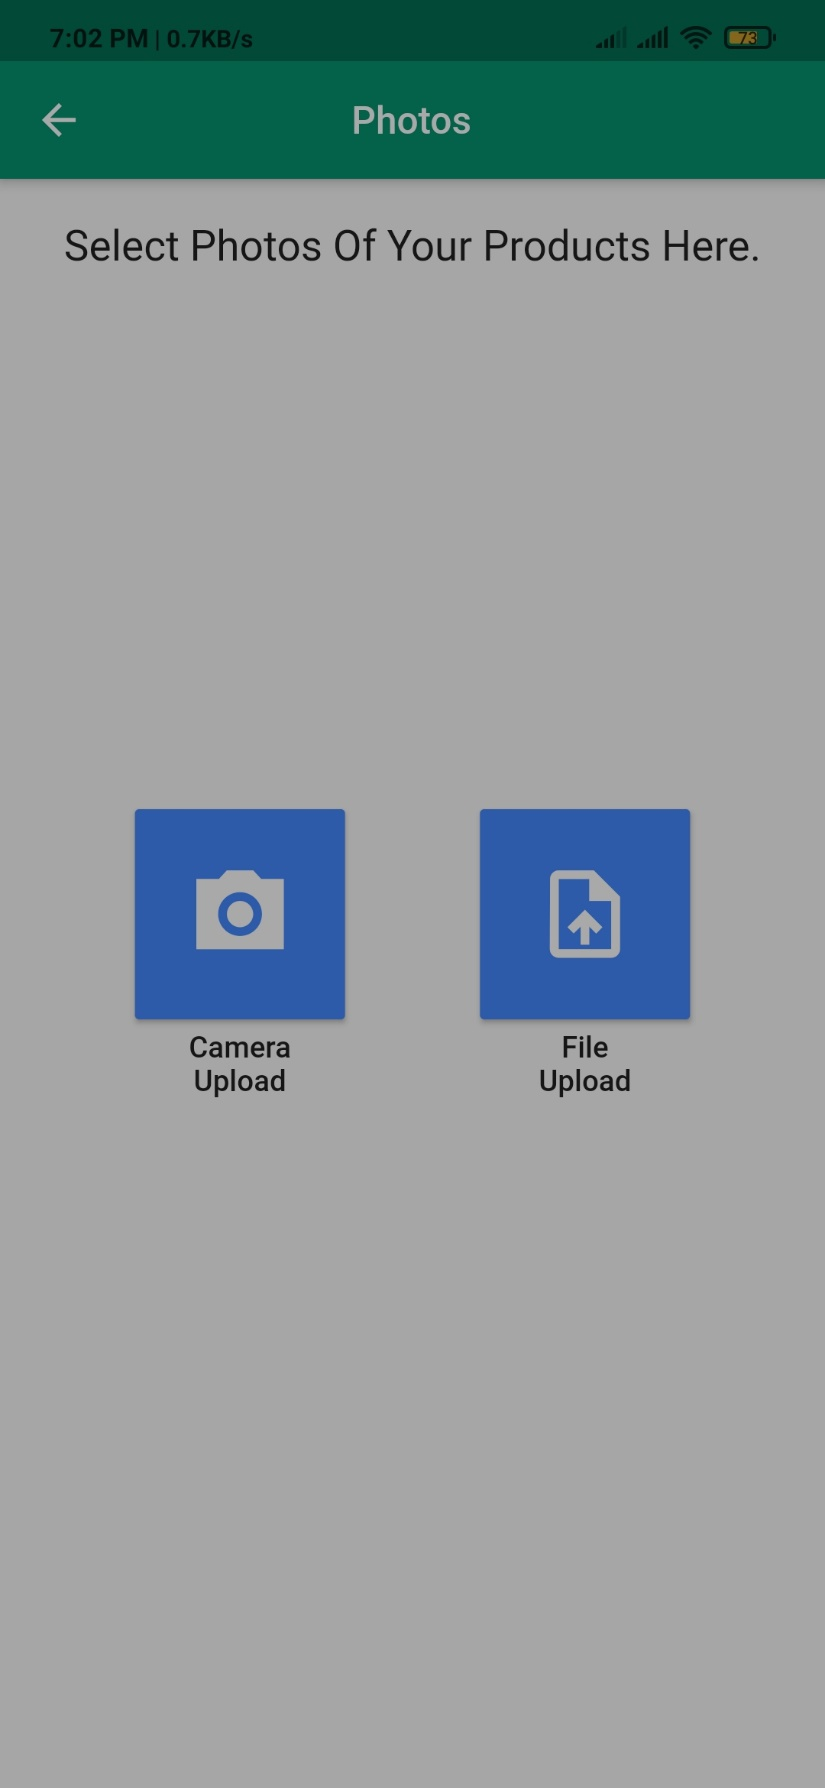 7:02 PM | 0.7KB/s
73
Photos
Select Photos Of Your Products Here.
Camera
Upload
File
Upload